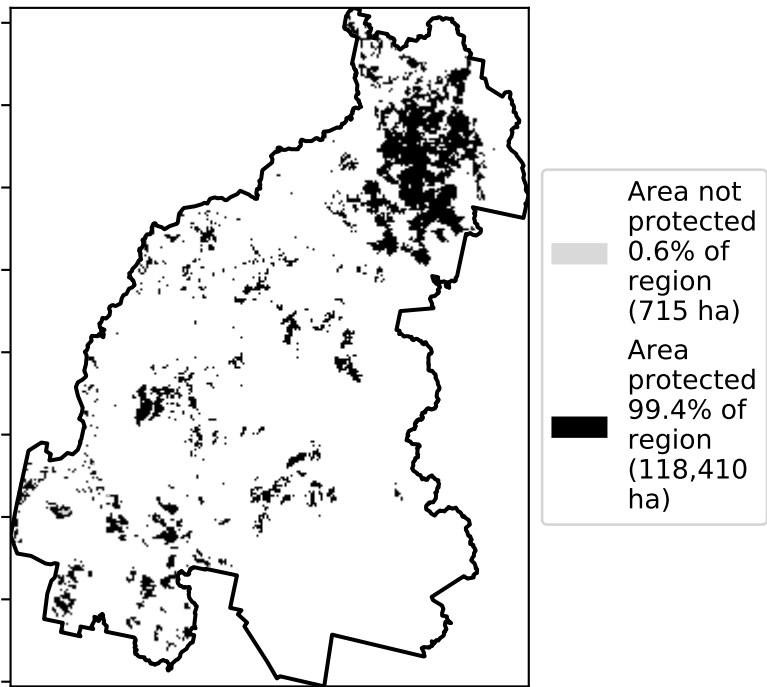 Area not
protected
0.6% of
region
(715 ha)
Area
protected
99.4% of
region
(118,410
ha)